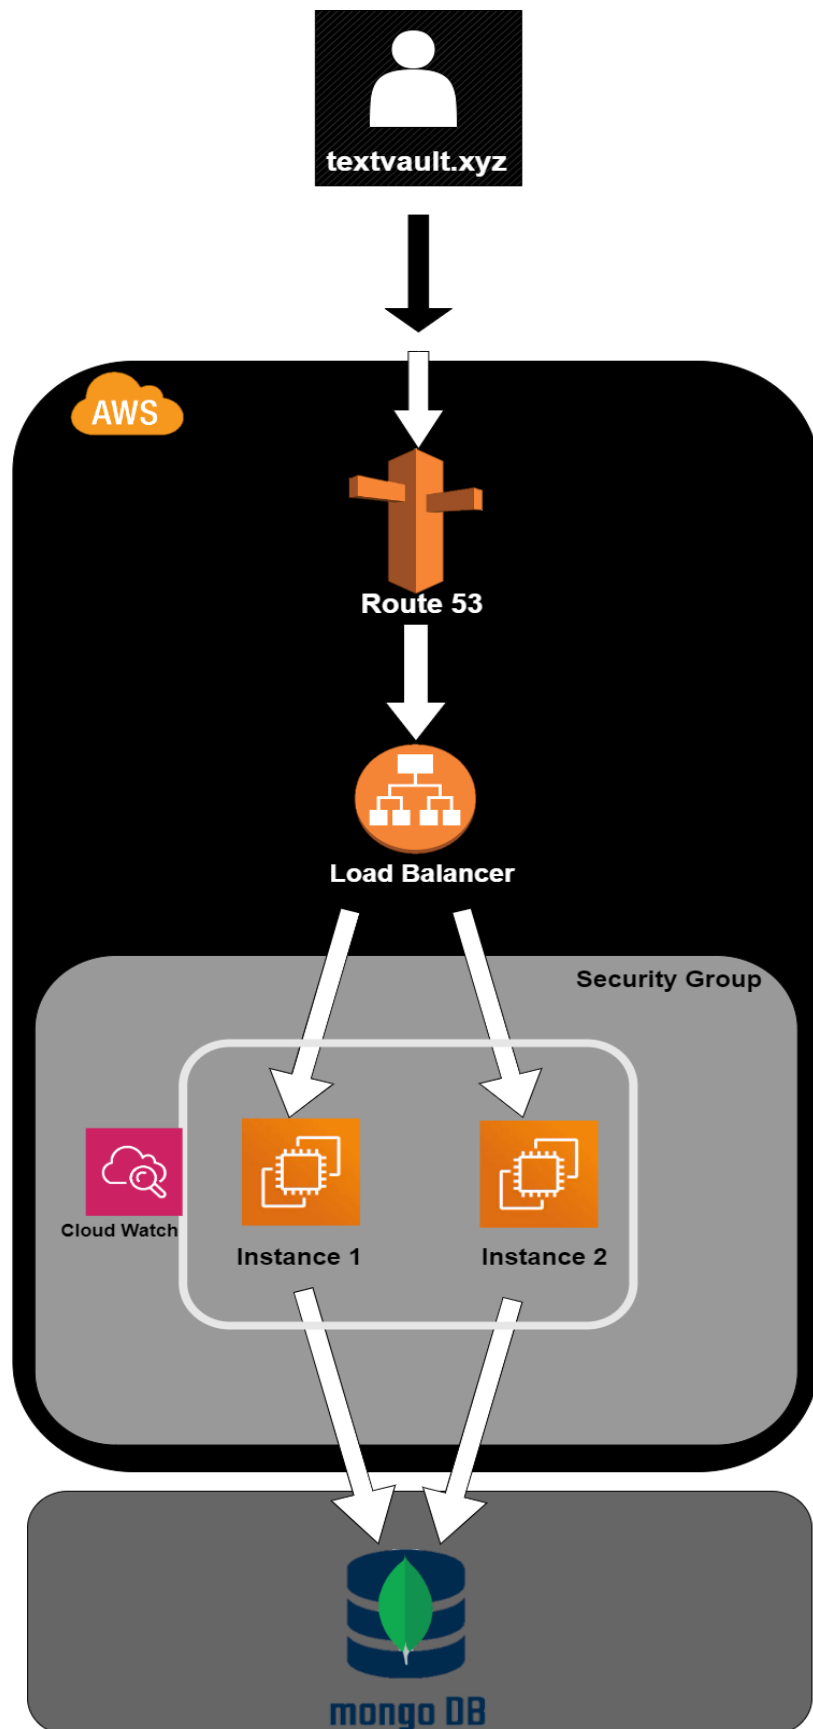 textvault.xyz
AWS
Route 53
Load Balancer
Security Group
Cloud Watch
Instance 1
Instance 2
mongo DB